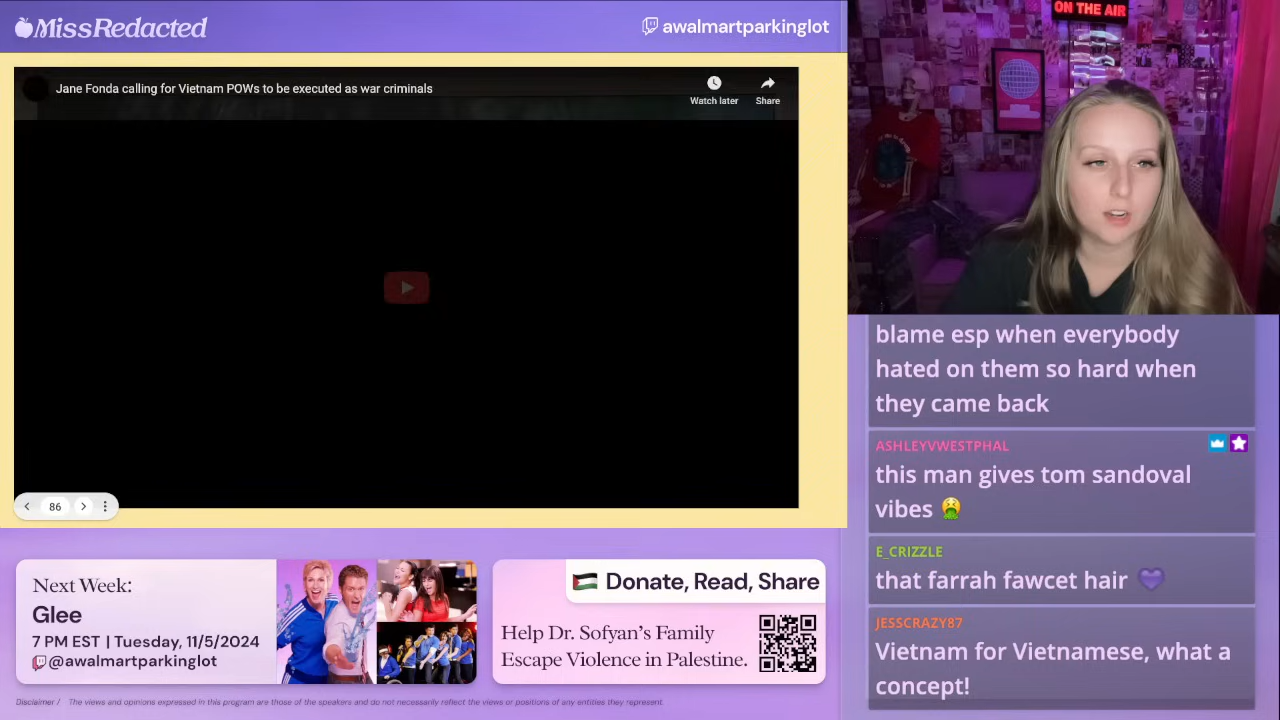 MissRedacted
awalmartparkinglot
ON THE AIR
Jane Fonda calling for Vietnam POWs to be executed as war criminals
Watch later
Share
86
blame esp when everybody
hated on them so hard when
they came back
ASHLEYVWESTPHAL
this man gives tom sandoval
vibes 🤮
E_CRIZZLE
that farrah fawcet hair 💜
JESSCRAZY87
Vietnam for Vietnamese, what a
concept!
Next Week:
Glee
7 PM EST | Tuesday, 11/5/2024
@awalmartparkinglot
🇵🇸 Donate, Read, Share
Help Dr. Sofyan's Family
Escape Violence in Palestine.
Disclaimer / The views and opinions expressed in this program are those of the speakers and do not necessarily reflect the views or positions of any entities they represent.